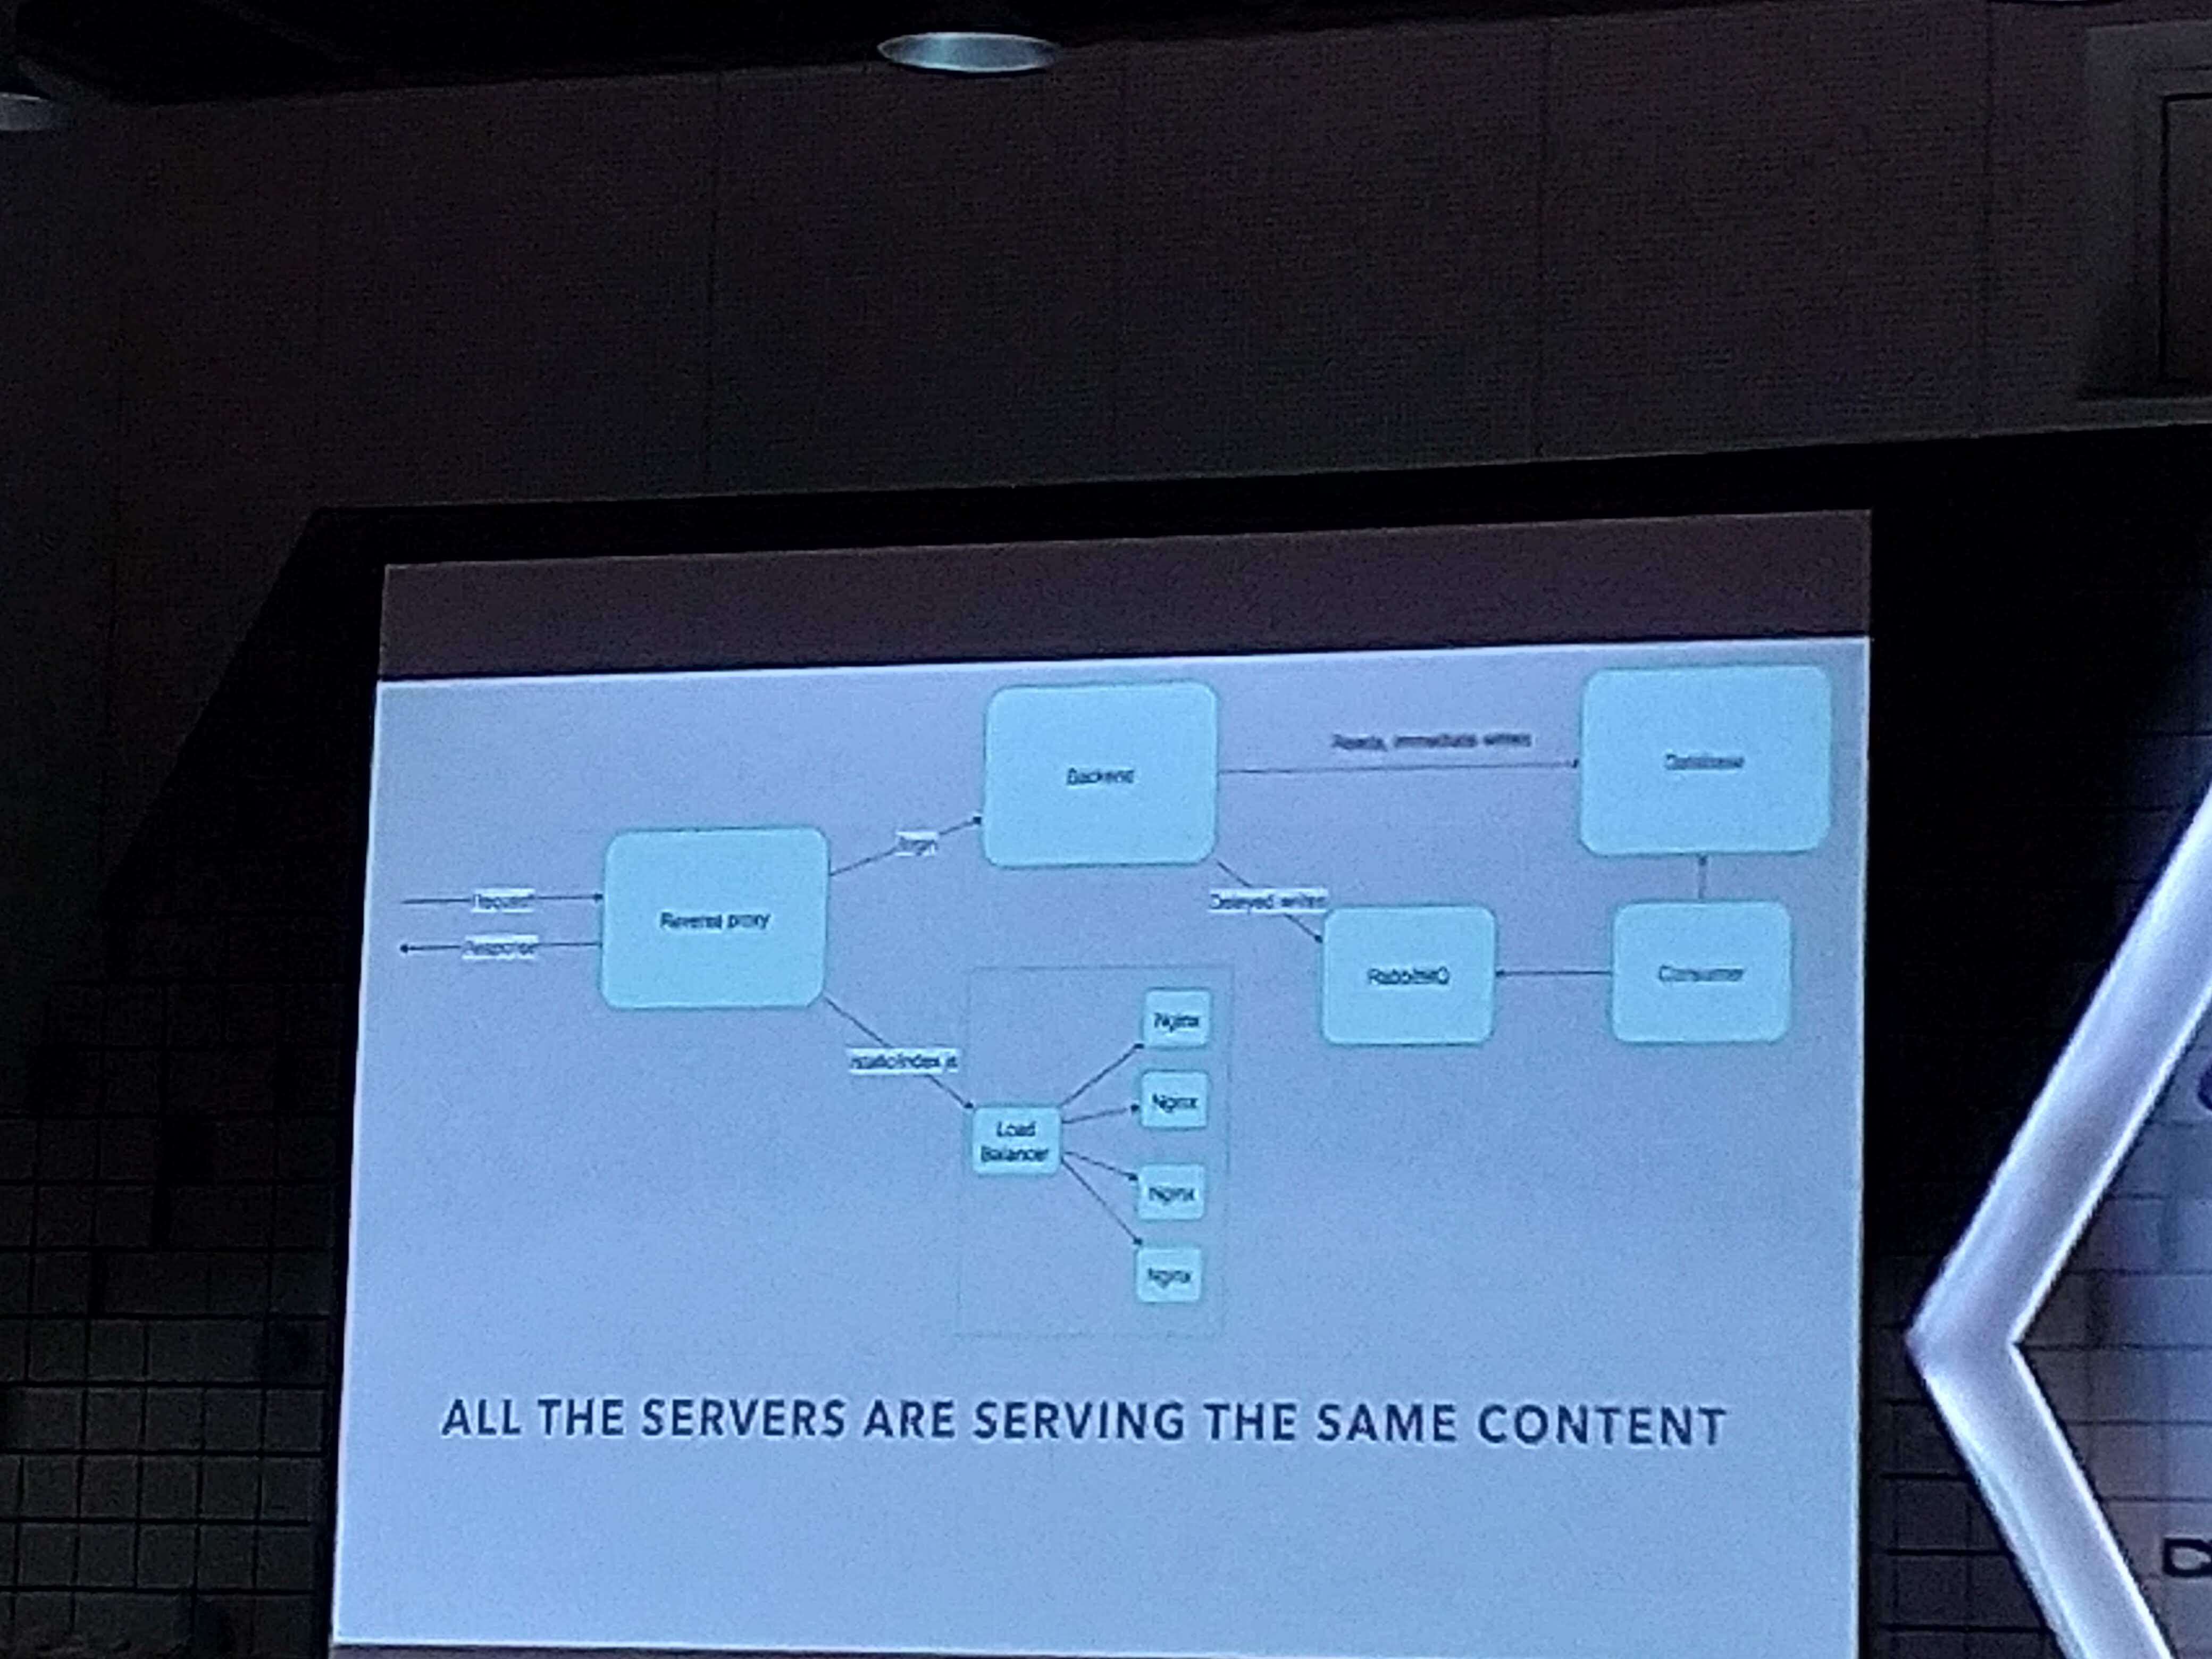 Backend
Reads, immediate writes
Database
/login
Request
Reverse proxy
Response
Delayed writes
RabbitMQ
Consumer
/static/index.js
Load
Balancer
Nginx
Nginx
Nginx
Nginx
ALL THE SERVERS ARE SERVING THE SAME CONTENT